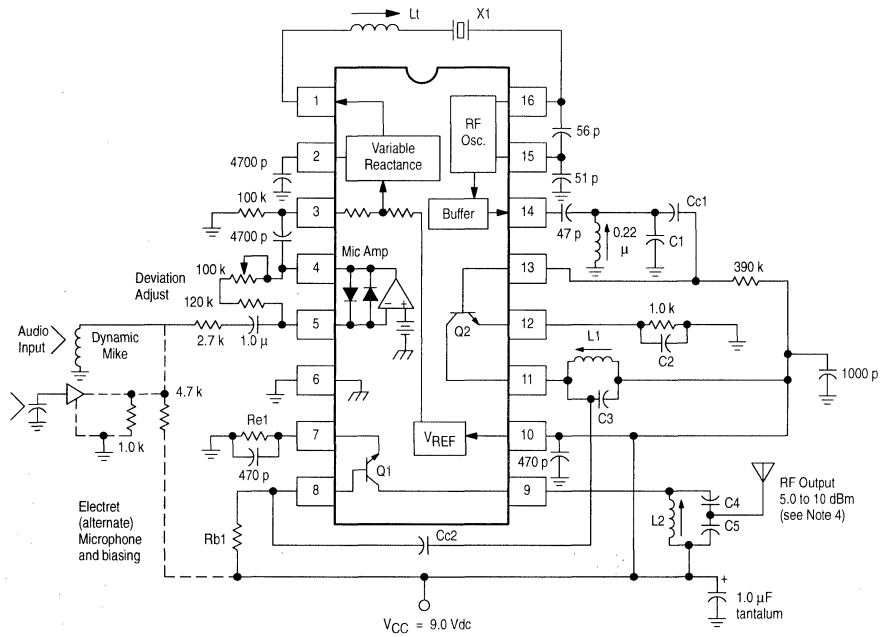 Lt
X1
1
16
RF
Osc.
56 p
Variable
Reactance
4700 p
2
15
51 p
100 k
3
Buffer
14
47 p
Cc1
0.22
μ
C1
4700 p
Mic Amp
100 k
4
13
390 k
Deviation
Adjust
120 k
Q2
1.0 k
Audio
Input
Dynamic
Mike
2.7 k
1.0 μ
5
12
L1
C2
6
11
C3
1000 p
4.7 k
1.0 k
Re1
7
VREF
10
470 p
470 p
Q1
8
9
RF Output
5.0 to 10 dBm
(see Note 4)
C4
L2
C5
Electret
(alternate)
Microphone
and biasing
Rb1
Cc2
+
1.0 μF
tantalum
VCC = 9.0 Vdc